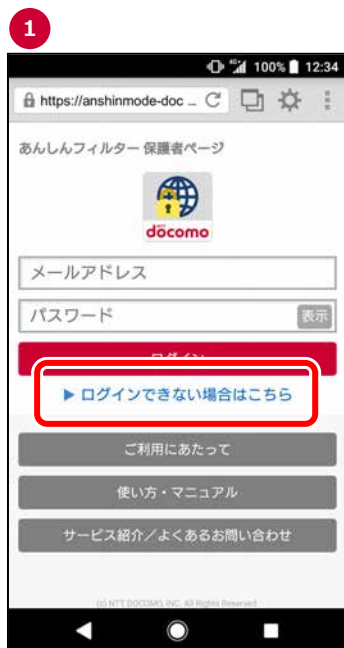 1
4G 100% 12:34
https://anshinmode-doc ...
あんしんフィルター 保護者ページ
döcomo
メールアドレス
パスワード
表示
ログイン
▶ ログインできない場合はこちら
ご利用にあたって
使い方・マニュアル
サービス紹介／よくあるお問い合わせ
(c) NTT DOCOMO, INC. All Rights Reserved.